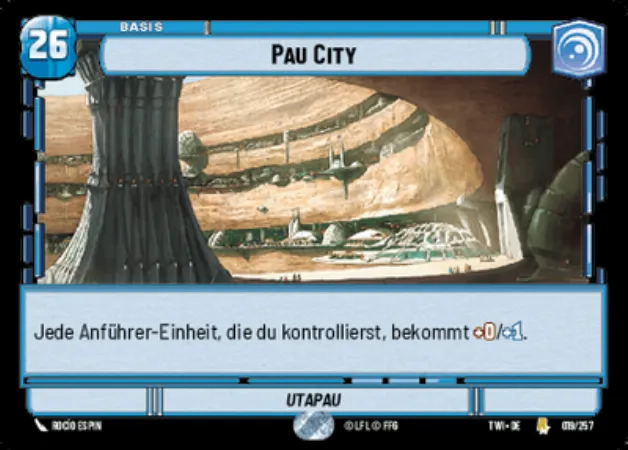 BASIS
26
PAU CITY
Jede Anführer-Einheit, die du kontrollierst, bekommt +0/+1.
UTAPAU
ROCÍO ESPIN
© LFL © FFG
TWI • DE
019/257